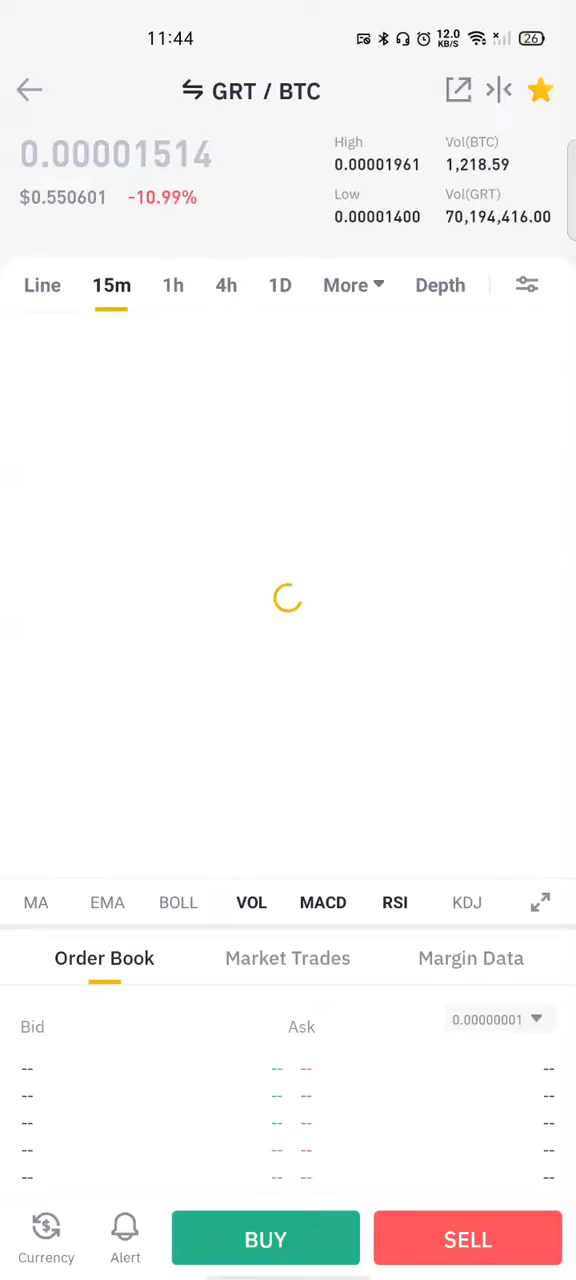 11:44 12.0 KB/S 26
GRT / BTC
0.00001514
$0.550601 -10.99%
High Vol(BTC)
0.00001961 1,218.59
Low Vol(GRT)
0.00001400 70,194,416.00
Line 15m 1h 4h 1D More Depth
MA EMA BOLL VOL MACD RSI KDJ
Order Book Market Trades Margin Data
Bid Ask 0.00000001
-- -- -- --
-- -- -- --
-- -- -- --
-- -- -- --
-- -- -- --
Currency Alert BUY SELL